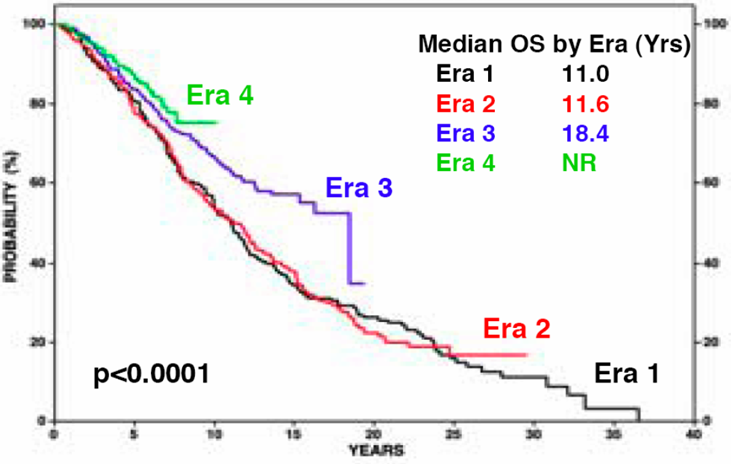 Median OS by Era (Yrs)
Era 1 11.0
Era 2 11.6
Era 3 18.4
Era 4 NR
Era 4
Era 3
Era 2
Era 1
p<0.0001
PROBABILITY (%)
100
80
60
40
20
0
100
80
60
40
20
0
0 5 10 15 20 25 30 35 40
YEARS